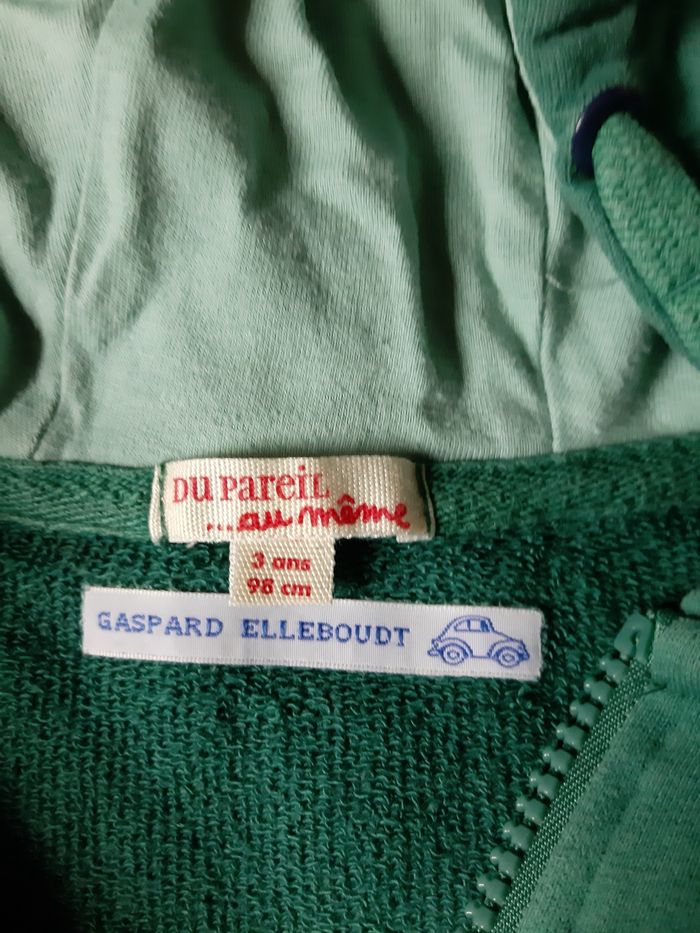 Du PareiL
...au même
3 ans
98 cm
GASPARD ELLEBOUDT